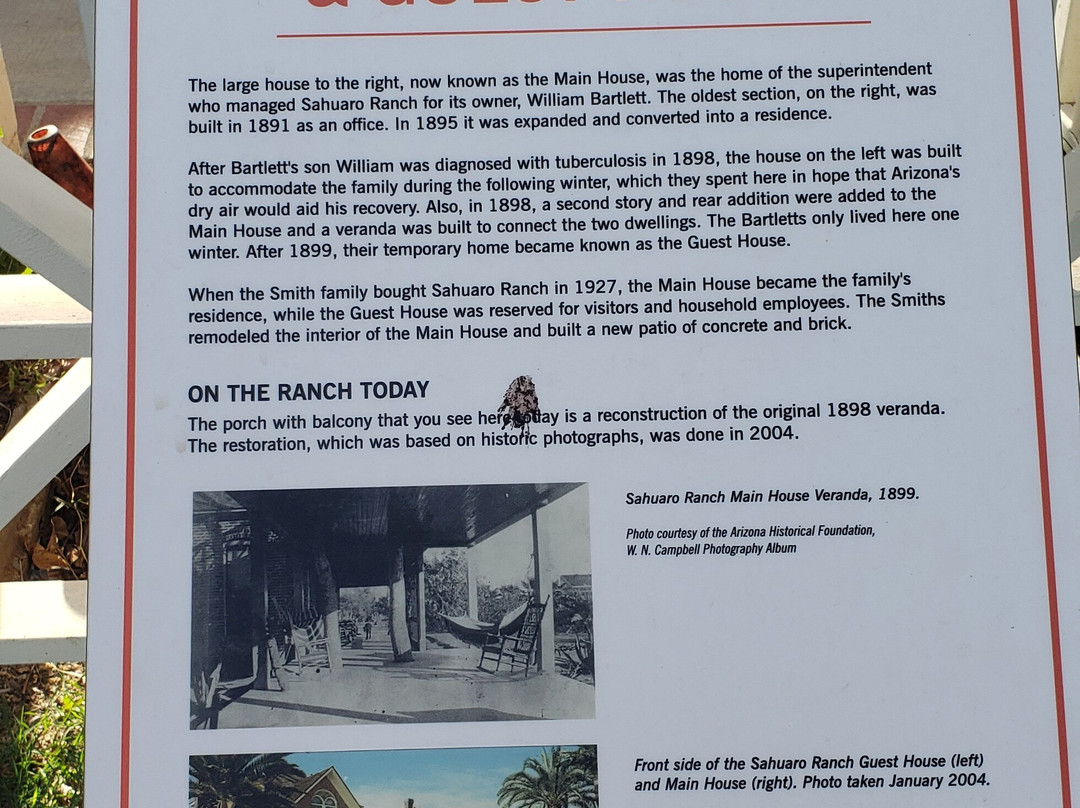 The large house to the right, now known as the Main House, was the home of the superintendent
who managed Sahuaro Ranch for its owner, William Bartlett. The oldest section, on the right, was
built in 1891 as an office. In 1895 it was expanded and converted into a residence.
After Bartlett's son William was diagnosed with tuberculosis in 1898, the house on the left was built
to accommodate the family during the following winter, which they spent here in hope that Arizona's
dry air would aid his recovery. Also, in 1898, a second story and rear addition were added to the
Main House and a veranda was built to connect the two dwellings. The Bartletts only lived here one
winter. After 1899, their temporary home became known as the Guest House.
When the Smith family bought Sahuaro Ranch in 1927, the Main House became the family's
residence, while the Guest House was reserved for visitors and household employees. The Smiths
remodeled the interior of the Main House and built a new patio of concrete and brick.
ON THE RANCH TODAY
The porch with balcony that you see here today is a reconstruction of the original 1898 veranda.
The restoration, which was based on historic photographs, was done in 2004.
Sahuaro Ranch Main House Veranda, 1899.
Photo courtesy of the Arizona Historical Foundation,
W. N. Campbell Photography Album
Front side of the Sahuaro Ranch Guest House (left)
and Main House (right). Photo taken January 2004.